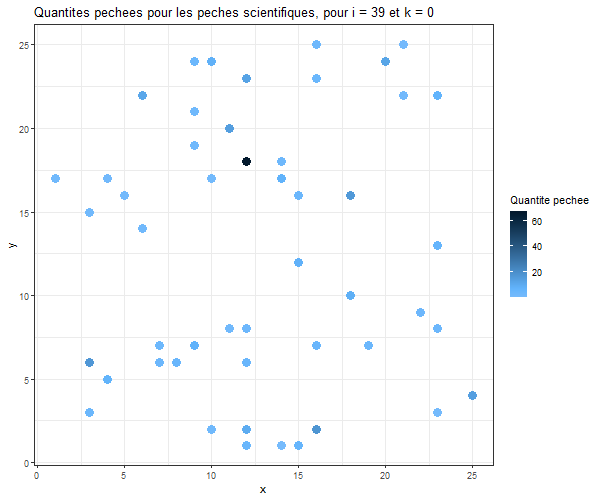 Quantites pechees pour les peches scientifiques, pour i = 39 et k = 0
25
20
15
10
5
0
y
0 5 10 15 20 25
x
Quantite pechee
60
40
20